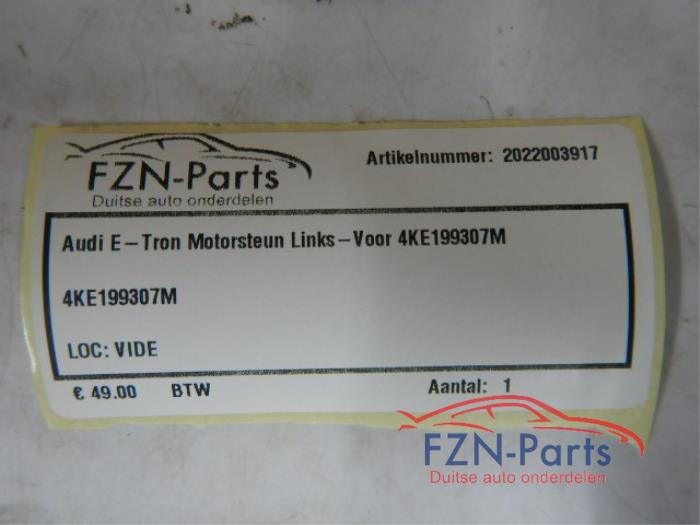 FZN-Parts
Duitse auto onderdelen
Artikelnummer: 2022003917
Audi E-Tron Motorsteun Links-Voor 4KE199307M
4KE199307M
LOC: VIDE
€ 49.00 BTW Aantal: 1
FZN-Parts
Duitse auto onderdelen